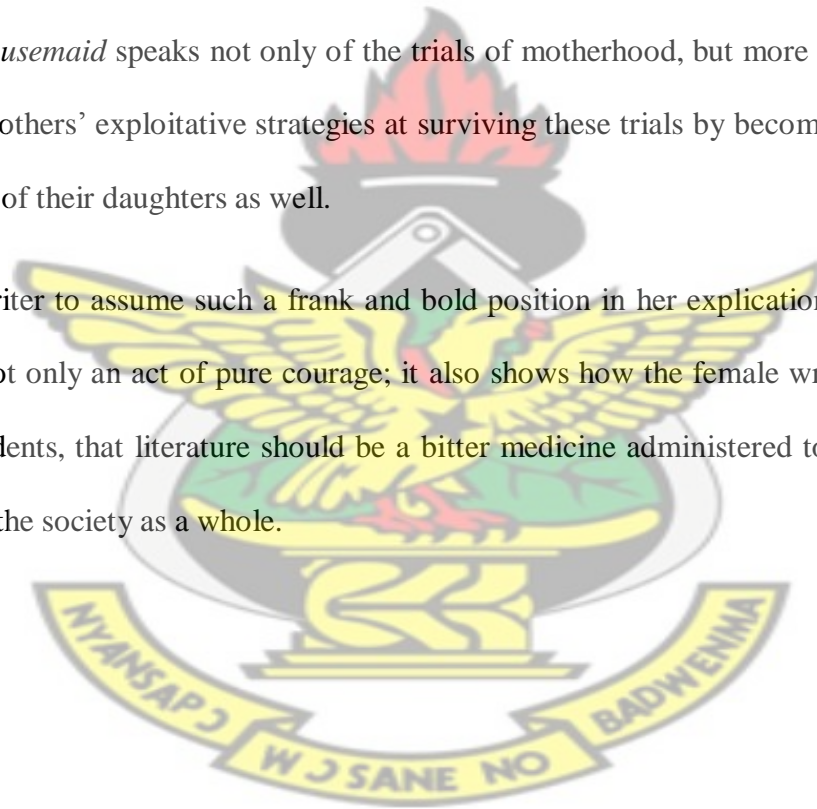 usemaid speaks not only of the trials of motherhood, but more
others' exploitative strategies at surviving these trials by becom
of their daughters as well.
riter to assume such a frank and bold position in her explication
ot only an act of pure courage; it also shows how the female wr
dents, that literature should be a bitter medicine administered to
the society as a whole.
NYANSAPƆ WƆSANE NO BADWENMA